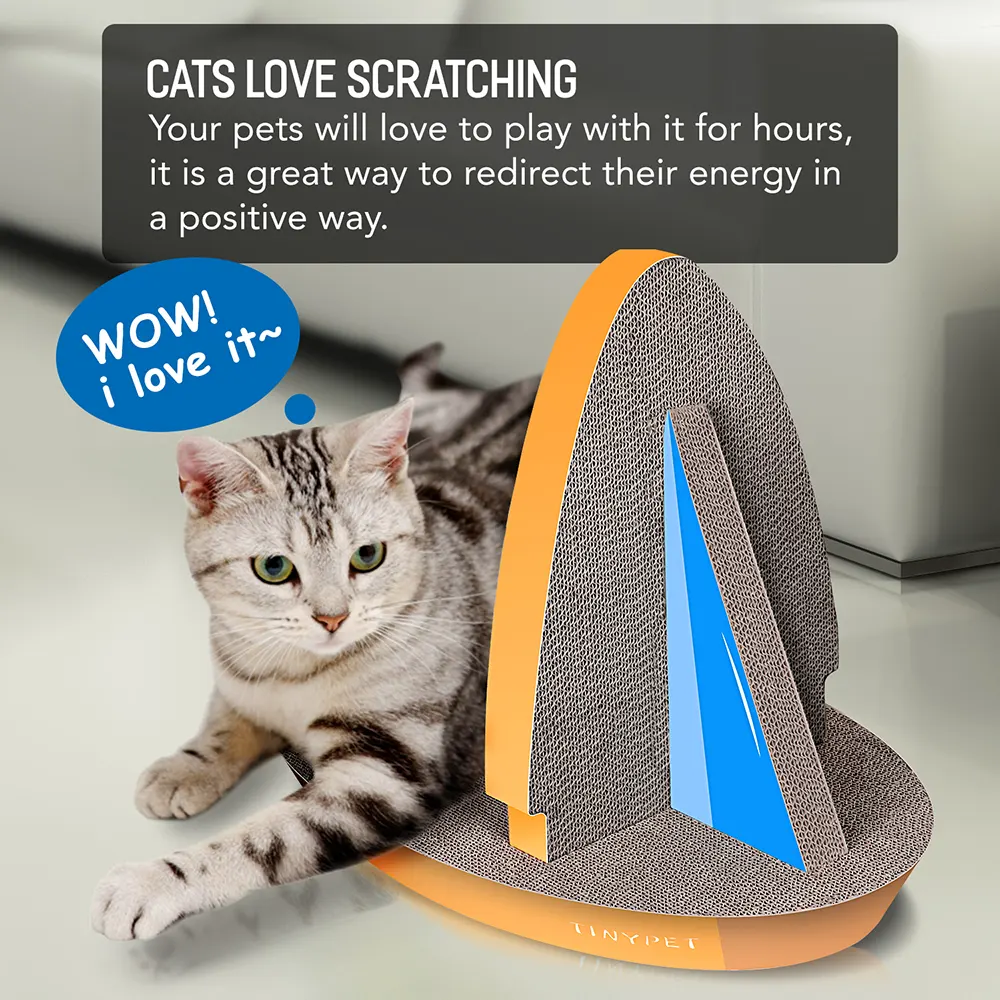 CATS LOVE SCRATCHING
Your pets will love to play with it for hours,
it is a great way to redirect their energy in
a positive way.
WOW!
i love it~
TINYPET